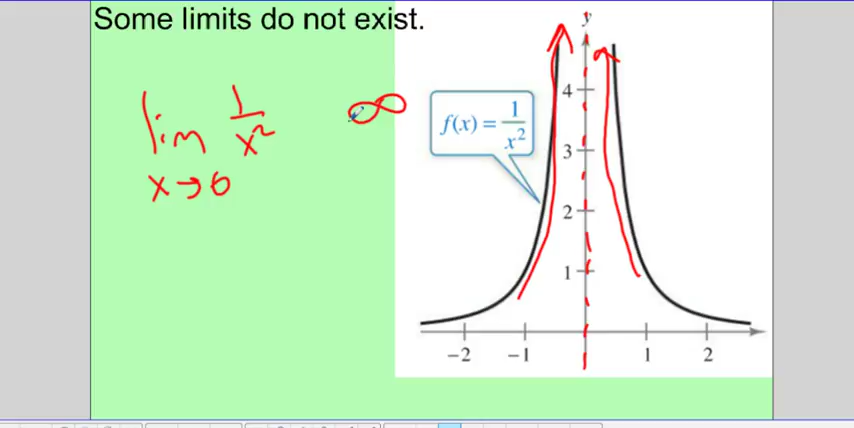 Some limits do not exist.
lim 1/x²
x→0
∞
f(x) = 1/x²
y
4
3
2
1
−2 −1 1 2